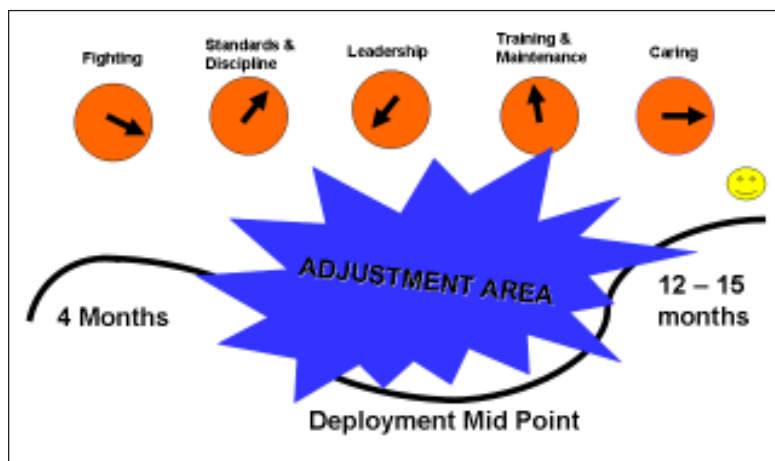 Fighting
Standards &
Discipline
Leadership
Training &
Maintenance
Caring
ADJUSTMENT AREA
4 Months
12 – 15
months
Deployment Mid Point